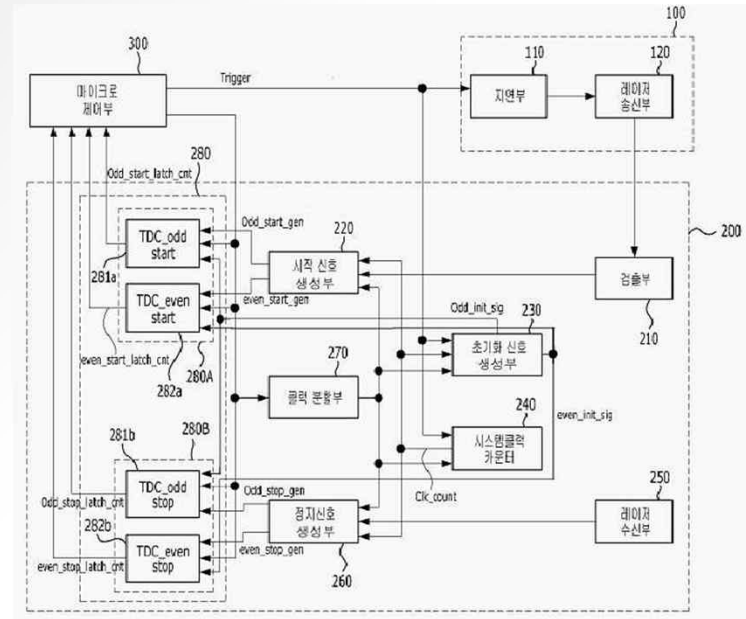 100
300
110
120
Trigger
마이크로
제어부
지연부
레이저
송신부
Odd_start_latch_cnt
280
Odd_start_gen
220
200
TDC_odd
start
281a
시작 신호
생성부
검출부
TDC_even
start
even_start_gen
Odd_init_sig
230
210
초기화 신호
생성부
even_start_latch_cnt
280A
282a
270
클럭 분할부
240
even_init_sig
시스템클럭
카운터
281b
280B
TDC_odd
stop
Odd_stop_gen
Clk_count
250
Odd_stop_latch_cnt
정지신호
생성부
레이저
수신부
282b
TDC_even
stop
even_stop_gen
even_stop_latch_cnt
260